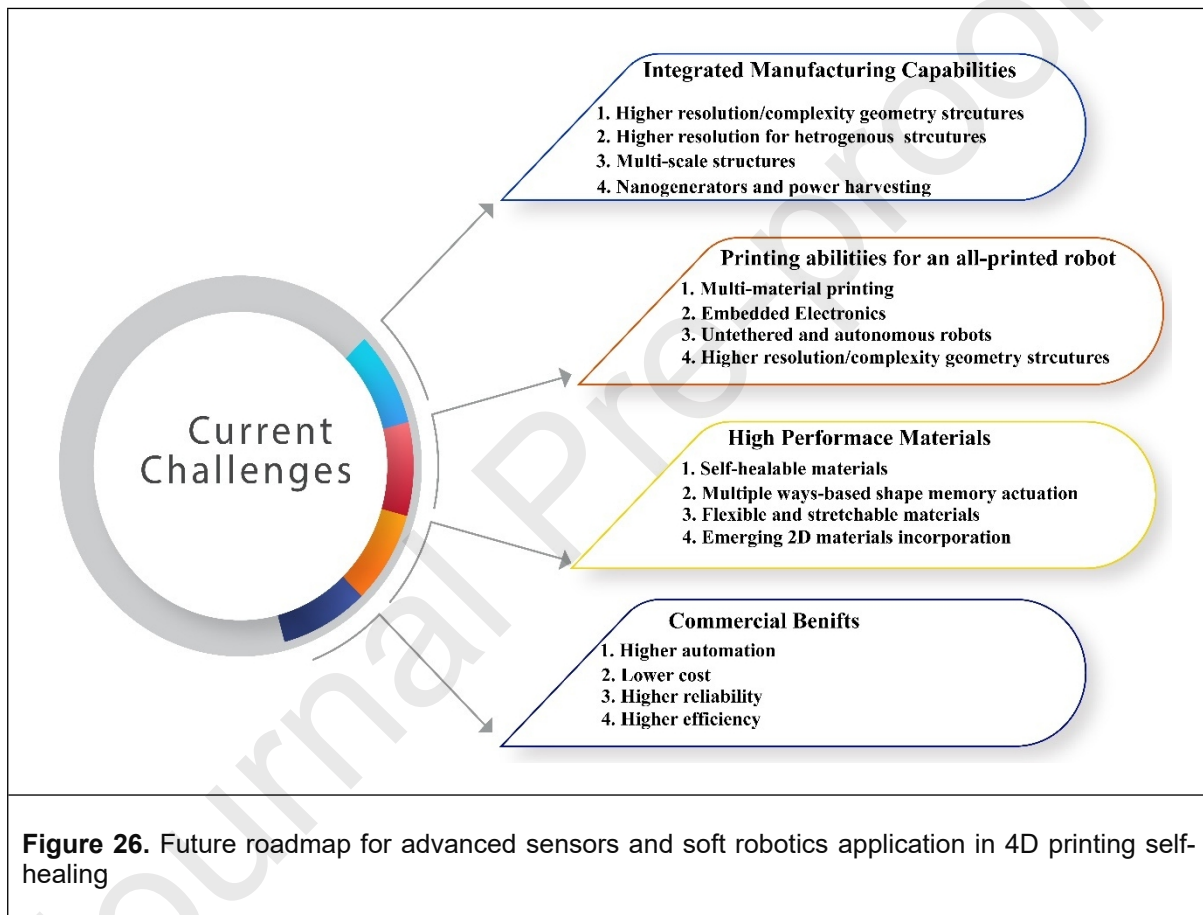 Integrated Manufacturing Capabilities
1. Higher resolution/complexity geometry strcutures
2. Higher resolution for hetrogenous strcutures
3. Multi-scale structures
4. Nanogenerators and power harvesting
Printing abilitiies for an all-printed robot
1. Multi-material printing
2. Embedded Electronics
3. Untethered and autonomous robots
4. Higher resolution/complexity geometry strcutures
Current
Challenges
High Performace Materials
1. Self-healable materials
2. Multiple ways-based shape memory actuation
3. Flexible and stretchable materials
4. Emerging 2D materials incorporation
Commercial Benifts
1. Higher automation
2. Lower cost
3. Higher reliability
4. Higher efficiency
Figure 26. Future roadmap for advanced sensors and soft robotics application in 4D printing self-
healing
Journal Pre-proof